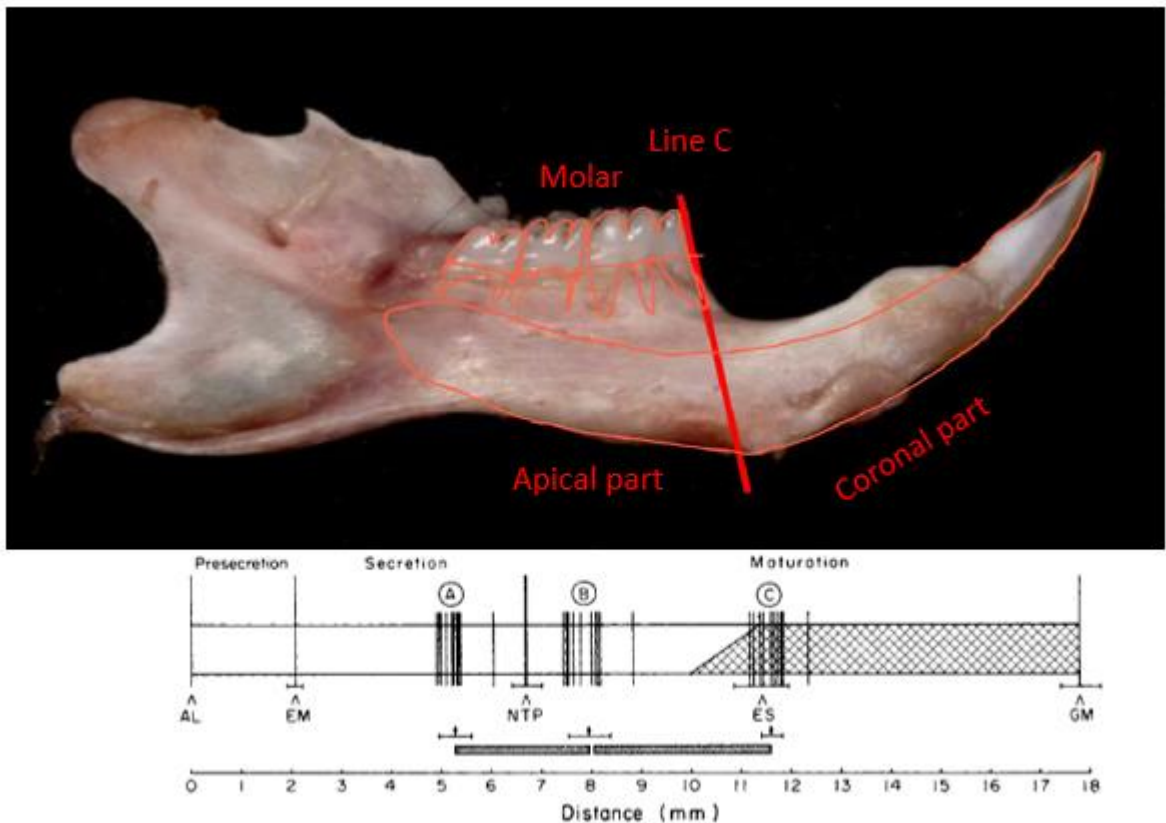 Line C
Molar
Apical part
Coronal part
Presecretion Secretion Maturation
A B C
AL EM NTP ES GM
0 1 2 3 4 5 6 7 8 9 10 11 12 13 14 15 16 17 18
Distance (mm)